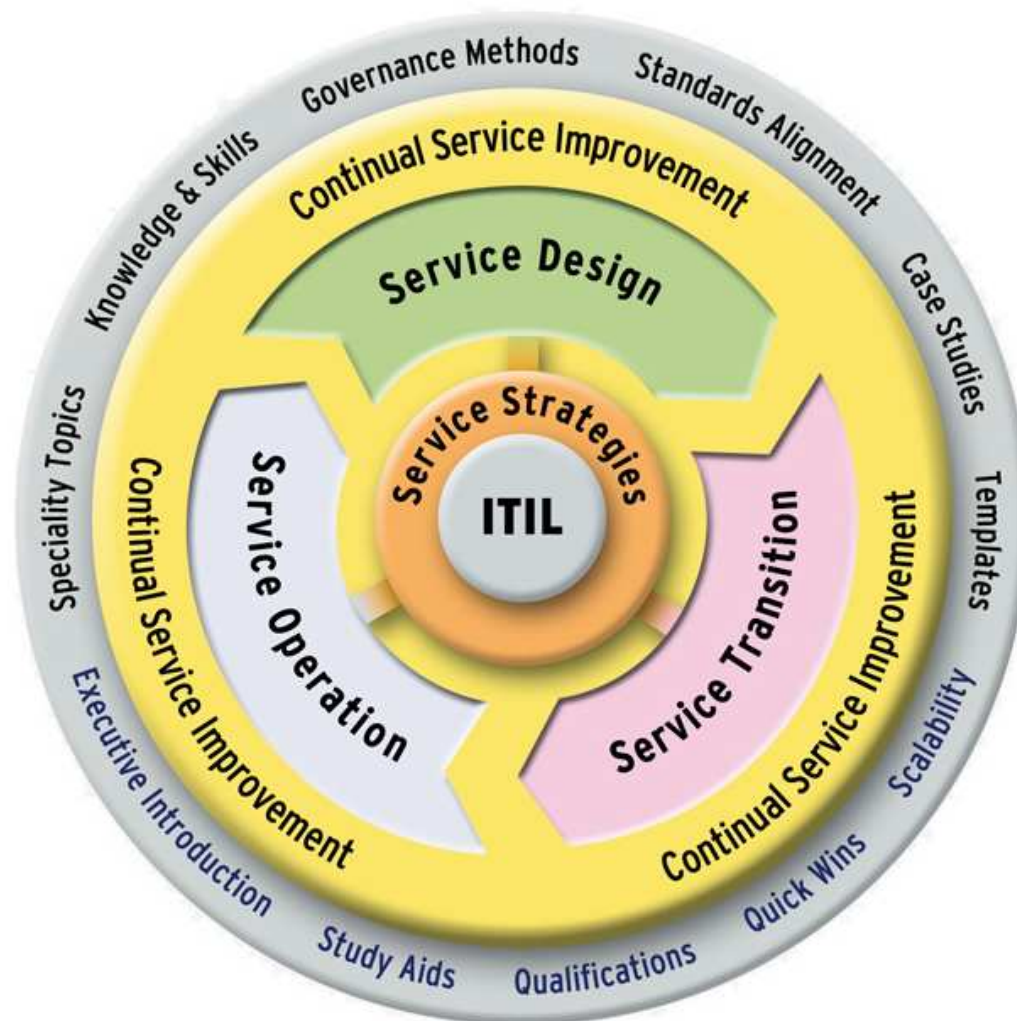 Governance Methods
Standards Alignment
Knowledge & Skills
Case Studies
Speciality Topics
Templates
Executive Introduction
Scalability
Study Aids
Qualifications
Quick Wins
Continual Service Improvement
Continual Service Improvement
Continual Service Improvement
Service Design
Service Operation
Service Transition
Service Strategies
ITIL